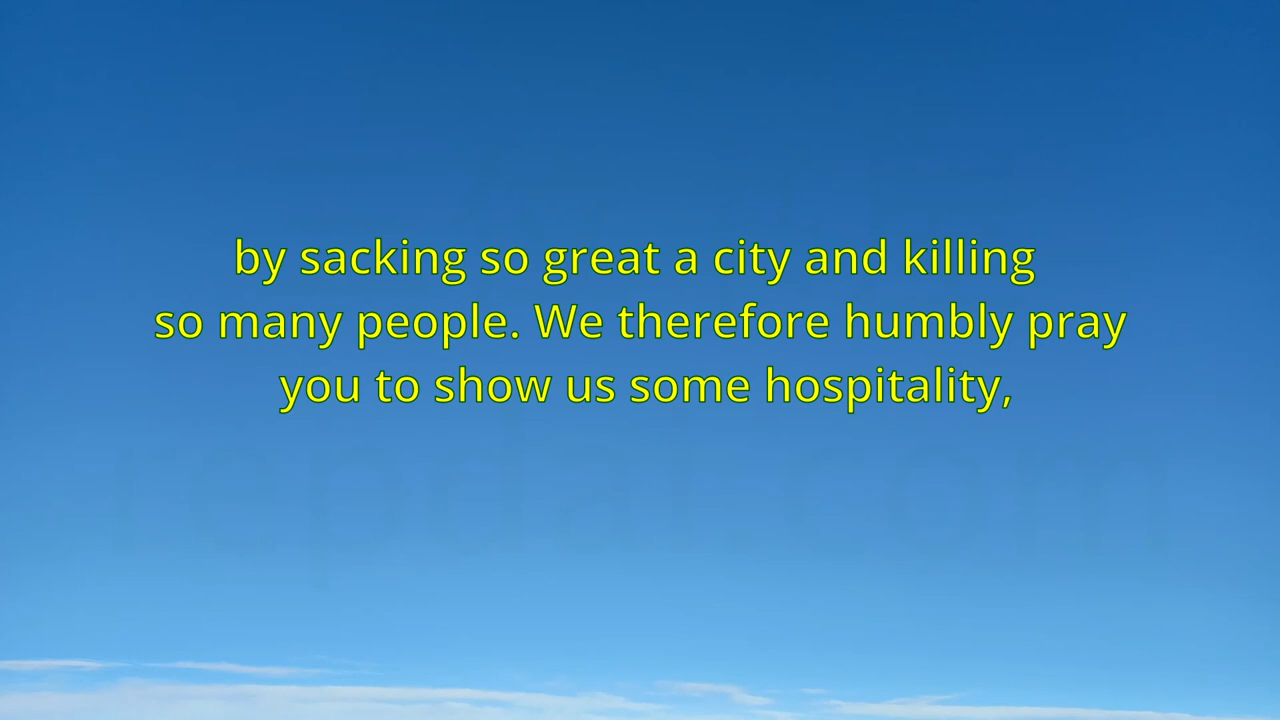 by sacking so great a city and killing
so many people. We therefore humbly pray
you to show us some hospitality,